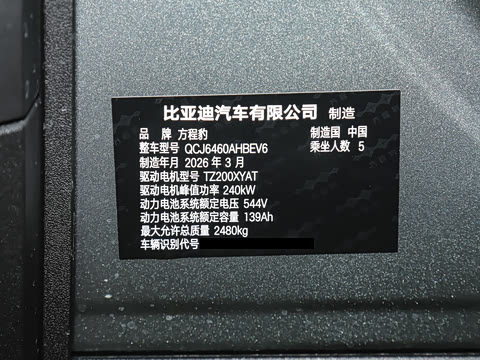 比亚迪汽车有限公司 制造
品 牌 方程豹 制造国 中国
整车型号 QCJ6460AHBEV6 乘坐人数 5
制造年月 2026 年 3 月
驱动电机型号 TZ200XYAT
驱动电机峰值功率 240kW
动力电池系统额定电压 544V
动力电池系统额定容量 139Ah
最大允许总质量 2480kg
车辆识别代号